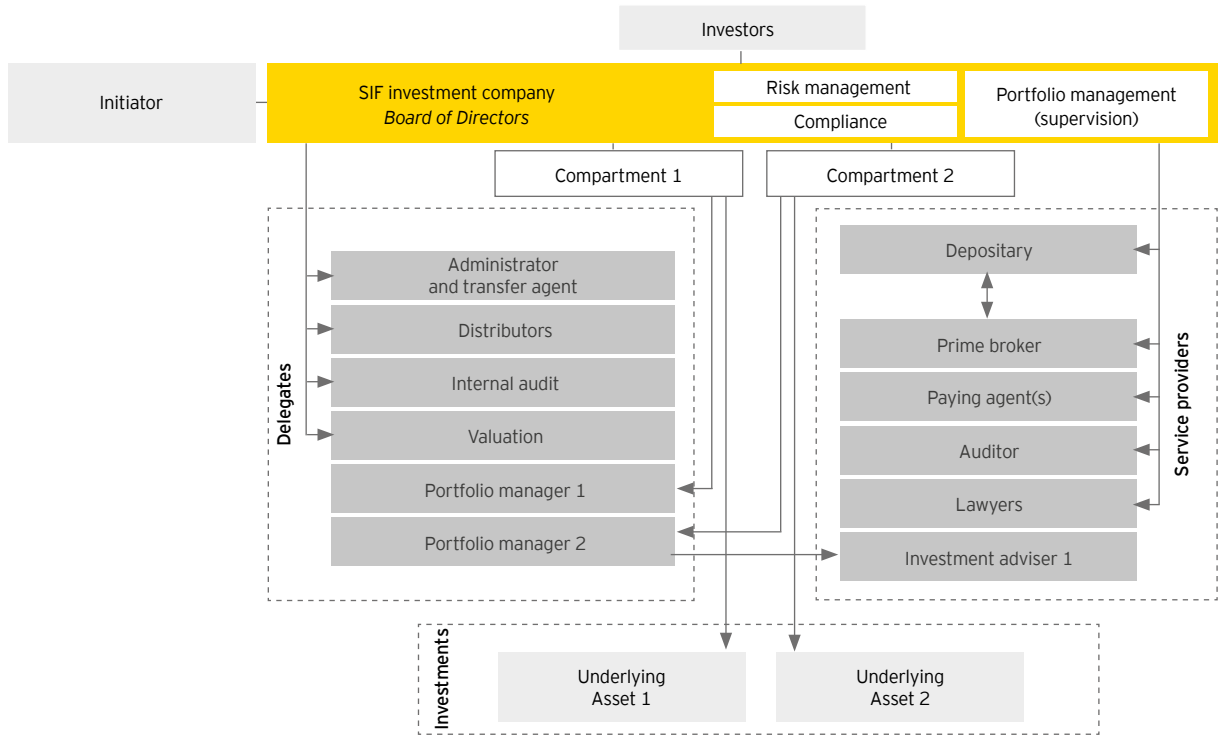 Investors
Initiator
SIF investment company
Board of Directors
Risk management
Compliance
Portfolio management
(supervision)
Compartment 1
Compartment 2
Delegates
Administrator
and transfer agent
Distributors
Internal audit
Valuation
Portfolio manager 1
Portfolio manager 2
Depositary
Prime broker
Paying agent(s)
Auditor
Lawyers
Investment adviser 1
Service providers
Investments
Underlying
Asset 1
Underlying
Asset 2